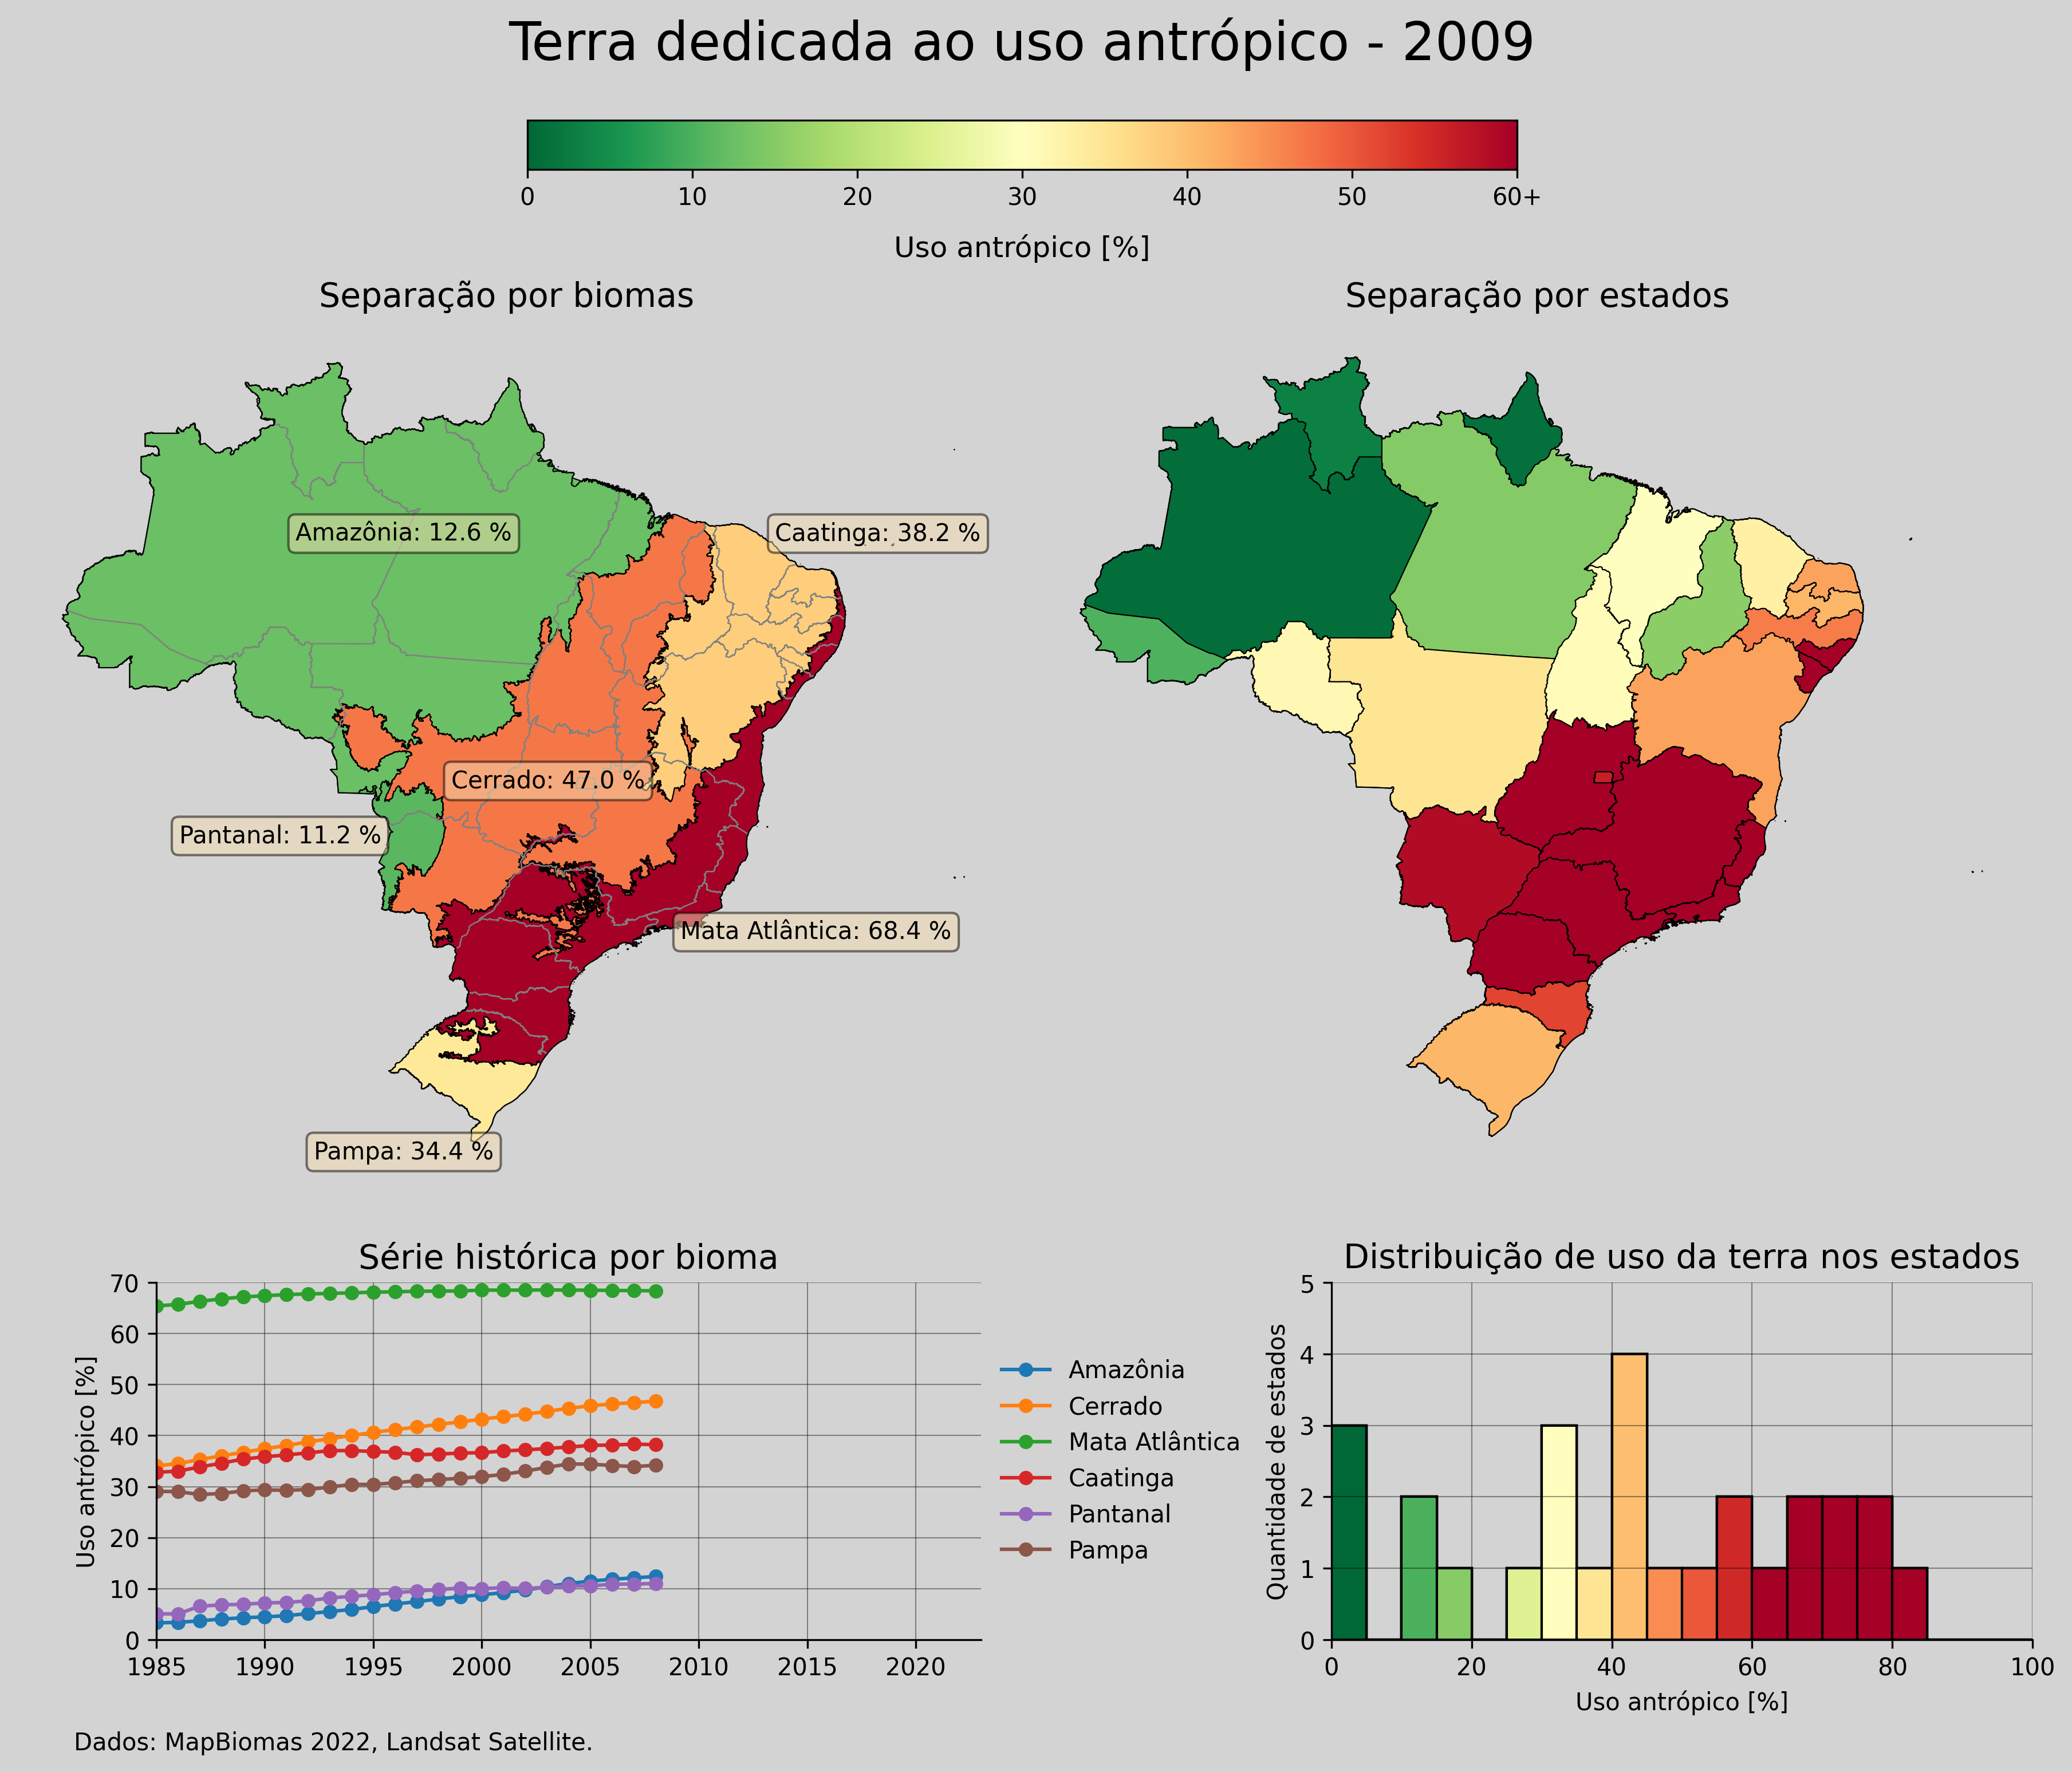 Terra dedicada ao uso antrópico - 2009
0 10 20 30 40 50 60+
Uso antrópico [%]
Separação por biomas
Amazônia: 12.6 %
Caatinga: 38.2 %
Cerrado: 47.0 %
Pantanal: 11.2 %
Mata Atlântica: 68.4 %
Pampa: 34.4 %
Separação por estados
Série histórica por bioma
Uso antrópico [%]
70
60
50
40
30
20
10
0
1985 1990 1995 2000 2005 2010 2015 2020
Amazônia
Cerrado
Mata Atlântica
Caatinga
Pantanal
Pampa
Distribuição de uso da terra nos estados
Quantidade de estados
5
4
3
2
1
0
0 20 40 60 80 100
Uso antrópico [%]
Dados: MapBiomas 2022, Landsat Satellite.